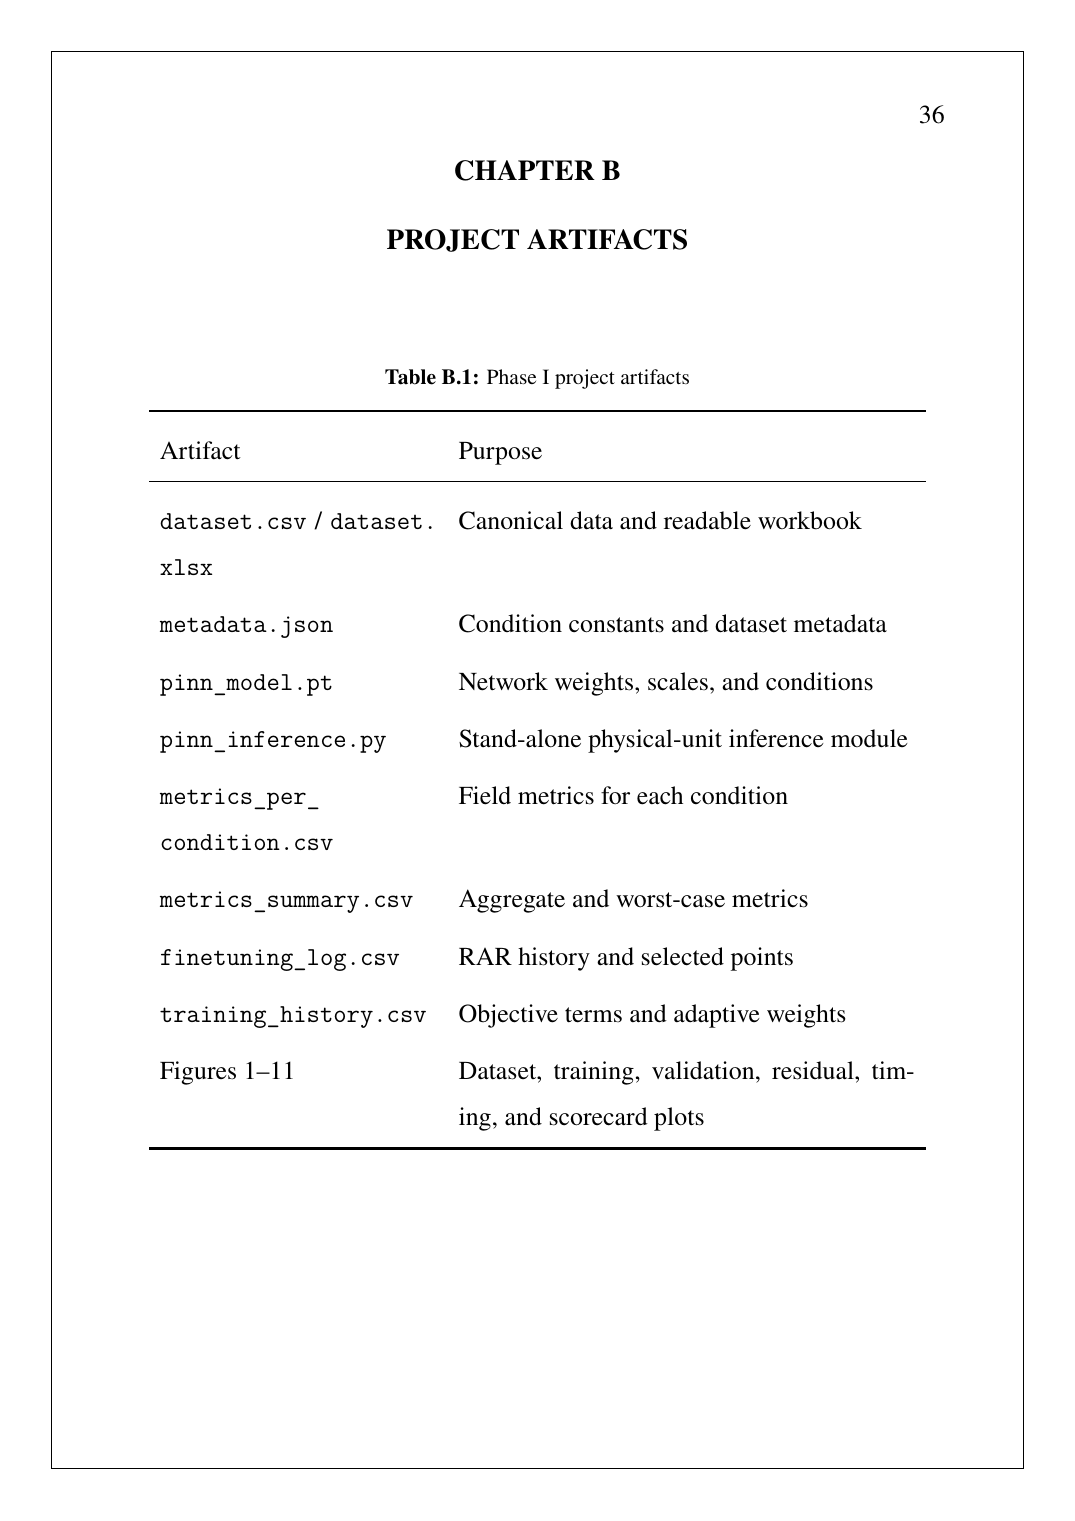 36
CHAPTER B
PROJECT ARTIFACTS
Table B.1: Phase I project artifacts
Artifact Purpose
dataset.csv / dataset. Canonical data and readable workbook
xlsx
metadata.json Condition constants and dataset metadata
pinn_model.pt Network weights, scales, and conditions
pinn_inference.py Stand-alone physical-unit inference module
metrics_per_ Field metrics for each condition
condition.csv
metrics_summary.csv Aggregate and worst-case metrics
finetuning_log.csv RAR history and selected points
training_history.csv Objective terms and adaptive weights
Figures 1–11 Dataset, training, validation, residual, tim-
ing, and scorecard plots